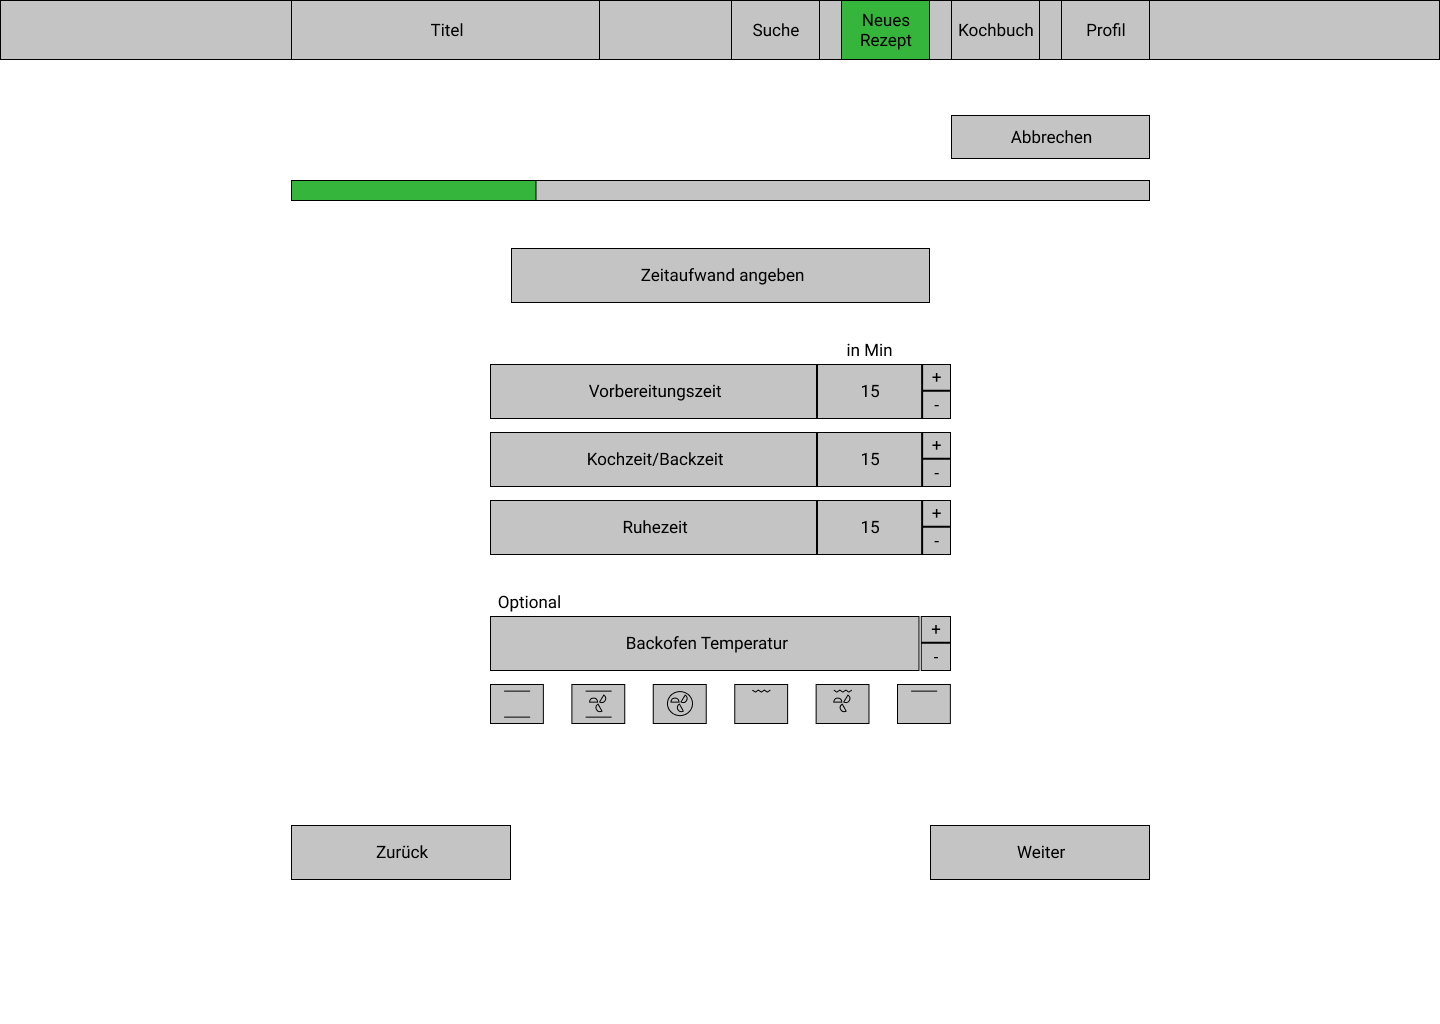 Titel
Suche
Neues
Rezept
Kochbuch
Profil
Abbrechen
Zeitaufwand angeben
in Min
Vorbereitungszeit
15
+
-
Kochzeit/Backzeit
15
+
-
Ruhezeit
15
+
-
Optional
Backofen Temperatur
+
-
Zurück
Weiter